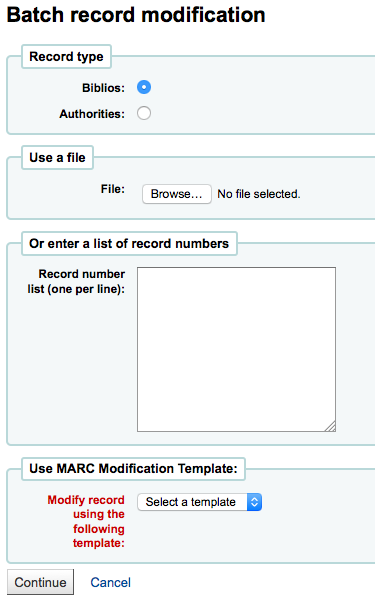 Batch record modification
Record type
Biblios:
Authorities:
Use a file
File:
Browse... No file selected.
Or enter a list of record numbers
Record number
list (one per line):
Use MARC Modification Template:
Modify record
using the
following
template:
Select a template
Continue
Cancel